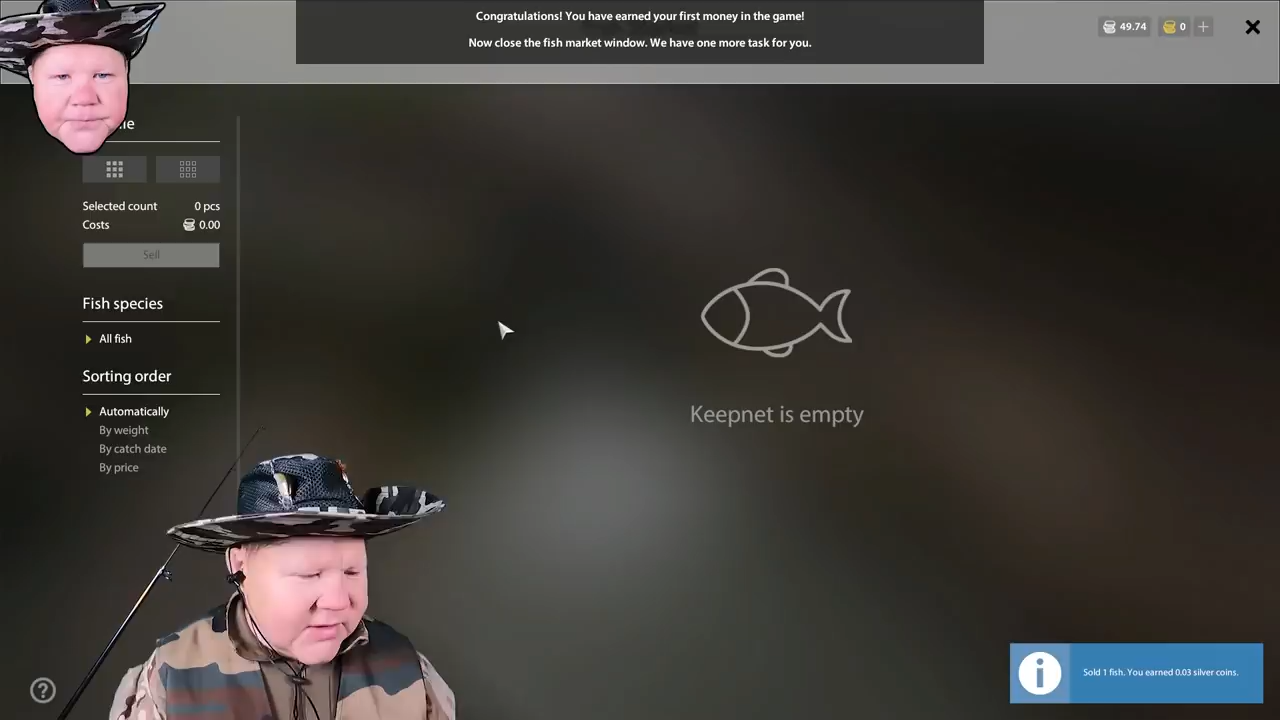 Congratulations! You have earned your first money in the game!
Now close the fish market window. We have one more task for you.
49.74
0
Selected count 0 pcs
Costs 0.00
Sell
Fish species
All fish
Sorting order
Automatically
By weight
By catch date
By price
Keepnet is empty
Sold 1 fish. You earned 0.03 silver coins.